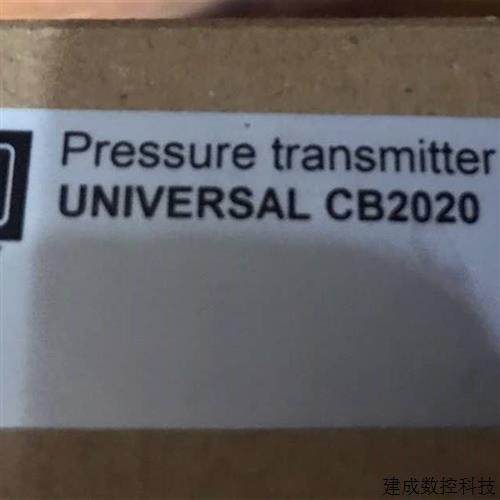 Pressure transmitter
UNIVERSAL CB2020
建成数控科技